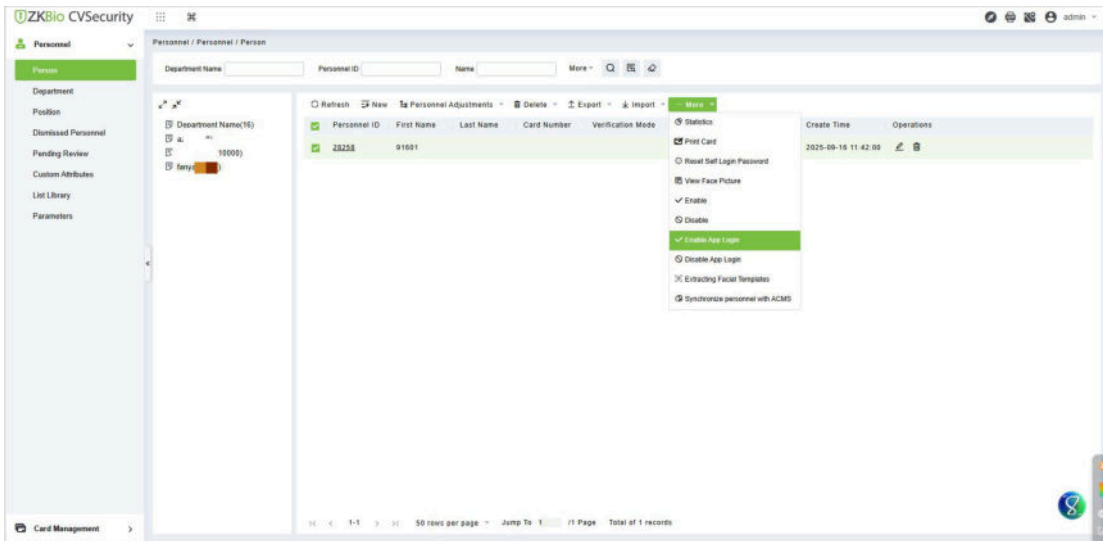 ZKBio CVSecurity
admin
Personnel
Personnel / Personnel / Person
Person
Department
Position
Dismissed Personnel
Pending Review
Custom Attributes
List Library
Parameters
Card Management
Department Name
Personnel ID
Name
More
Refresh New Personnel Adjustments Delete Export Import More
Department Name(16)
10000)
Personnel ID First Name Last Name Card Number Verification Mode Create Time Operations
28258 91601 2025-09-16 11:42:00
Statistics
Print Card
Reset Self Login Password
View Face Picture
Enable
Disable
Enable App Login
Disable App Login
Extracting Facial Templates
Synchronize personnel with ACMS
1-1 50 rows per page Jump To 1 /1 Page Total of 1 records